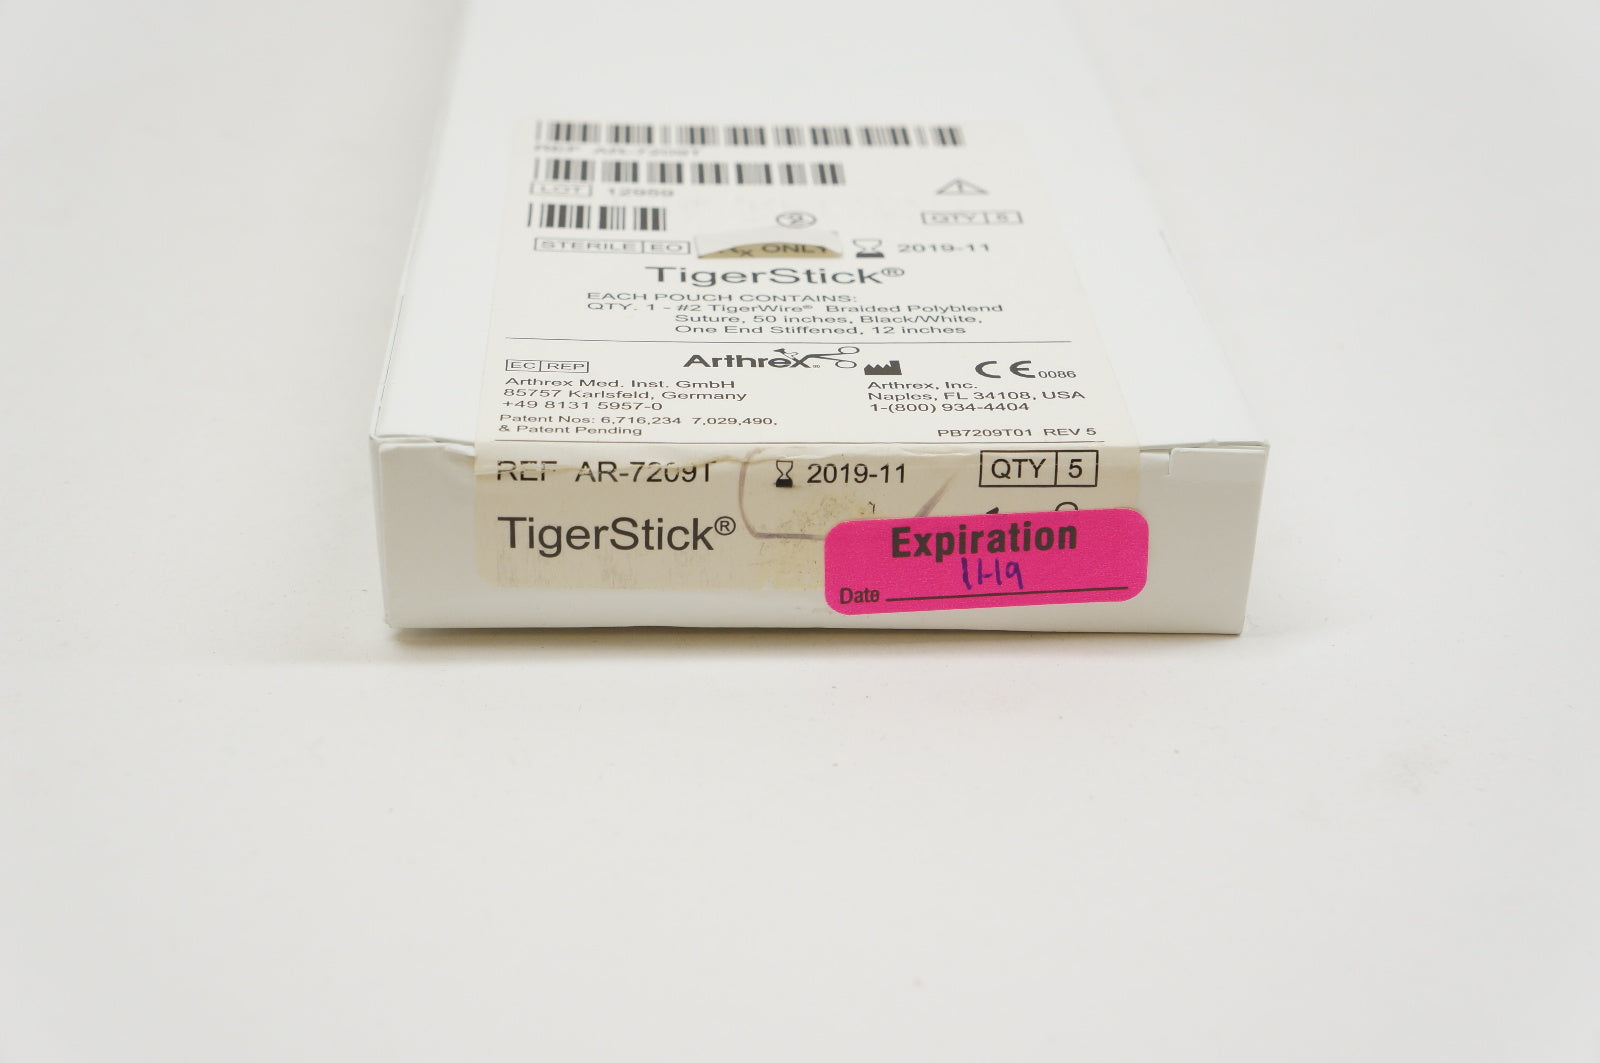 REF AR-7209T
LOT 12959
2
QTY 5
STERILE EO Rx ONLY 2019-11
TigerStick®
EACH POUCH CONTAINS:
QTY. 1 - #2 TigerWire® Braided Polyblend
Suture, 50 inches, Black/White,
One End Stiffened, 12 inches
EC REP Arthrex CE 0086
Arthrex Med. Inst. GmbH
85757 Karlsfeld, Germany
+49 8131 5957-0
Arthrex, Inc.
Naples, FL 34108, USA
1-(800) 934-4404
Patent Nos: 6,716,234 7,029,490,
& Patent Pending
PB7209T01 REV 5
REF AR-7209T 2019-11 QTY 5
TigerStick®
Expiration
11-19
Date